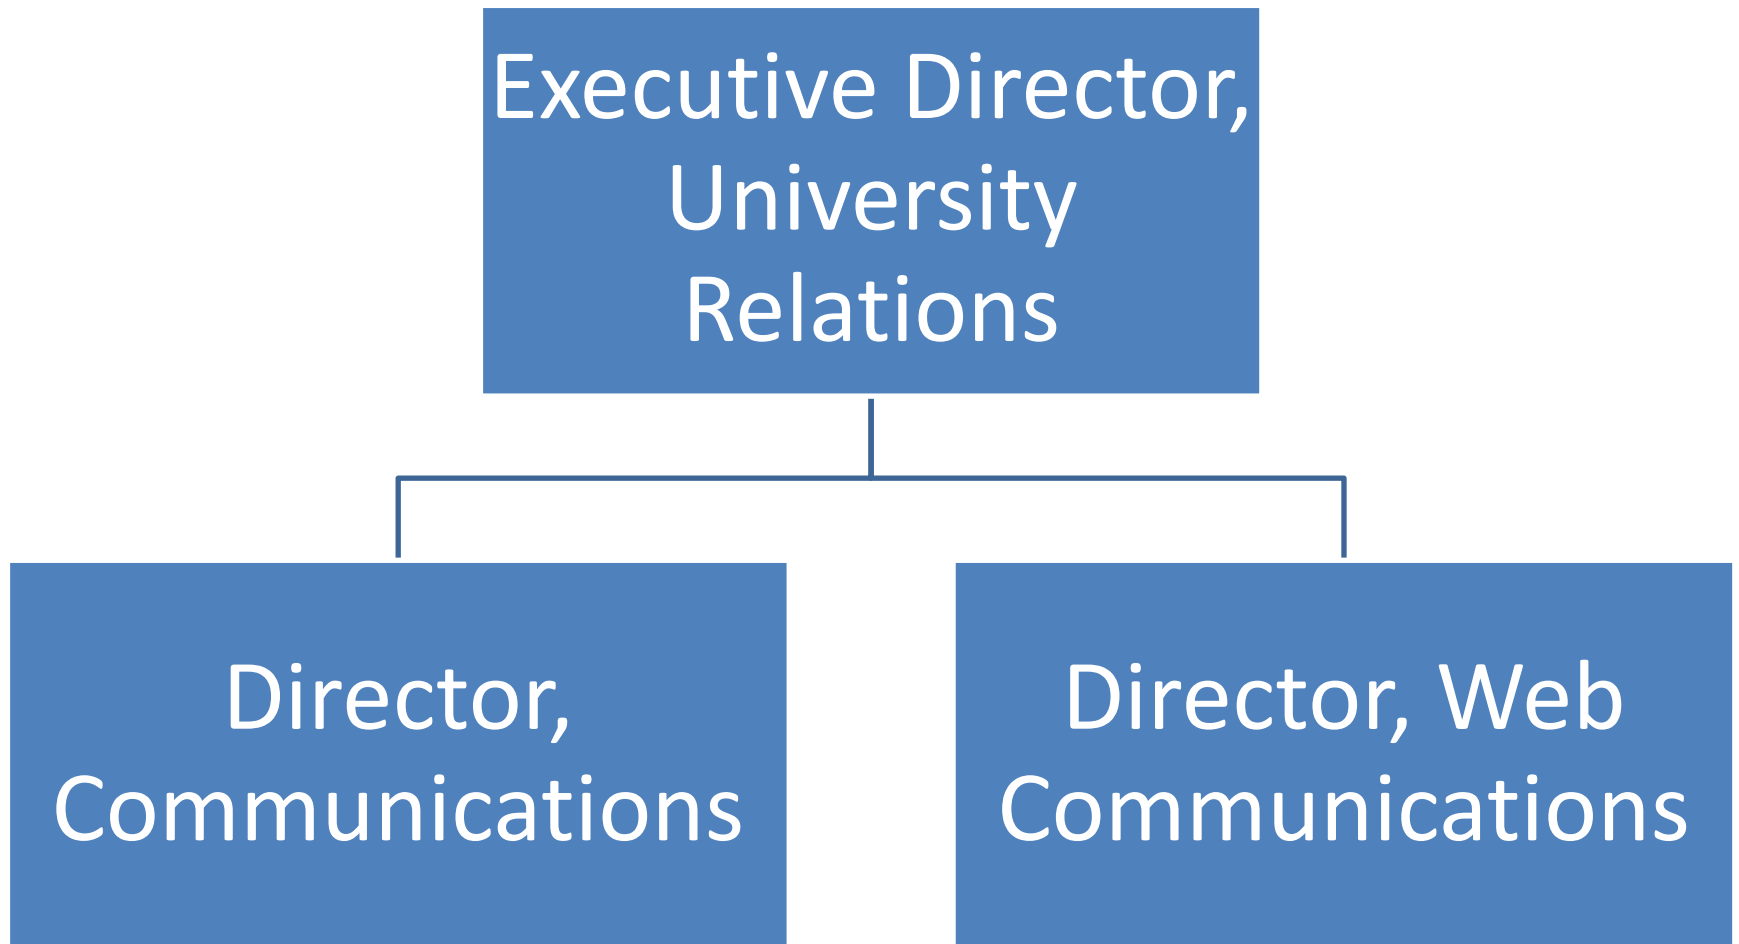 Executive Director,
University
Relations
Director,
Communications
Director, Web
Communications